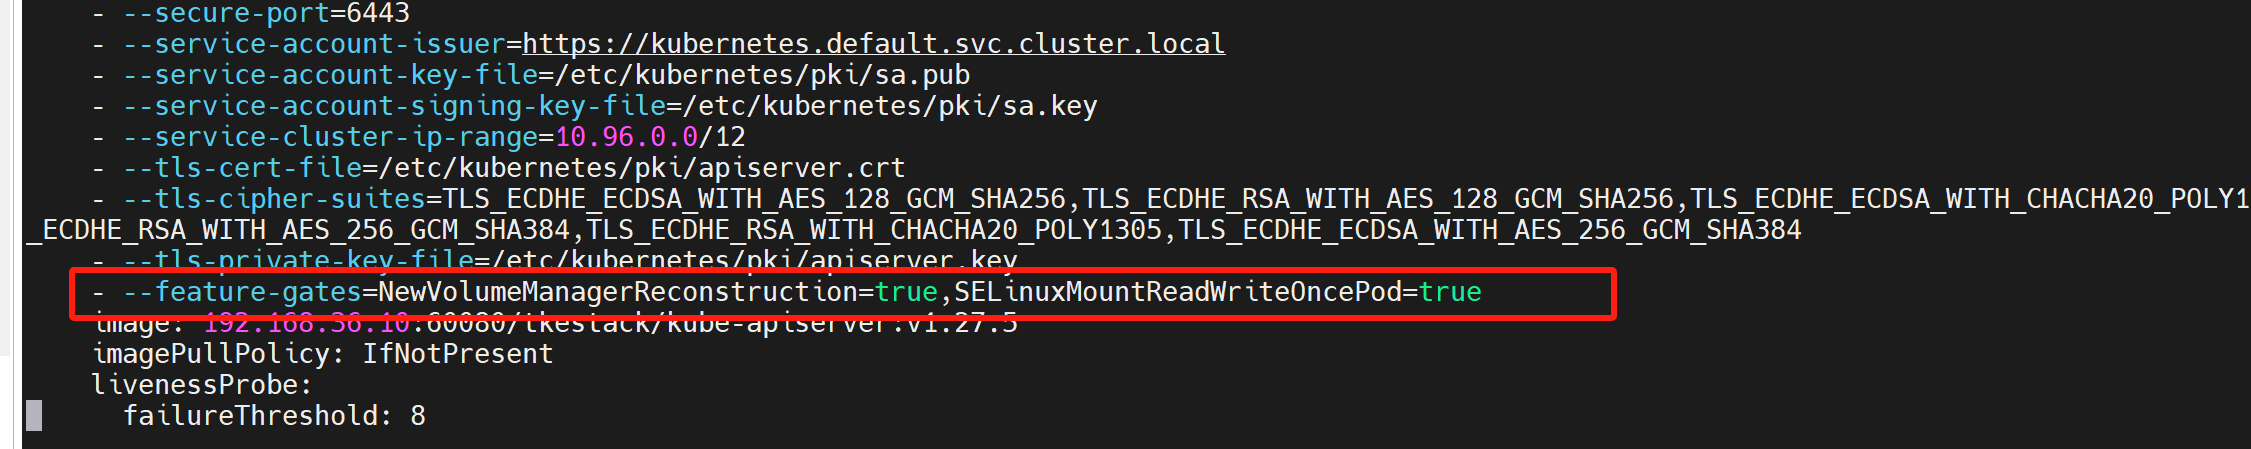 - --secure-port=6443
- --service-account-issuer=https://kubernetes.default.svc.cluster.local
- --service-account-key-file=/etc/kubernetes/pki/sa.pub
- --service-account-signing-key-file=/etc/kubernetes/pki/sa.key
- --service-cluster-ip-range=10.96.0.0/12
- --tls-cert-file=/etc/kubernetes/pki/apiserver.crt
- --tls-cipher-suites=TLS_ECDHE_ECDSA_WITH_AES_128_GCM_SHA256,TLS_ECDHE_RSA_WITH_AES_128_GCM_SHA256,TLS_ECDHE_ECDSA_WITH_CHACHA20_POLY1
_ECDHE_RSA_WITH_AES_256_GCM_SHA384,TLS_ECDHE_RSA_WITH_CHACHA20_POLY1305,TLS_ECDHE_ECDSA_WITH_AES_256_GCM_SHA384
- --tls-private-key-file=/etc/kubernetes/pki/apiserver.key
- --feature-gates=NewVolumeManagerReconstruction=true,SELinuxMountReadWriteOncePod=true
image: 192.168.36.10:60080/tkestack/kube-apiserver:v1.27.5
imagePullPolicy: IfNotPresent
livenessProbe:
failureThreshold: 8